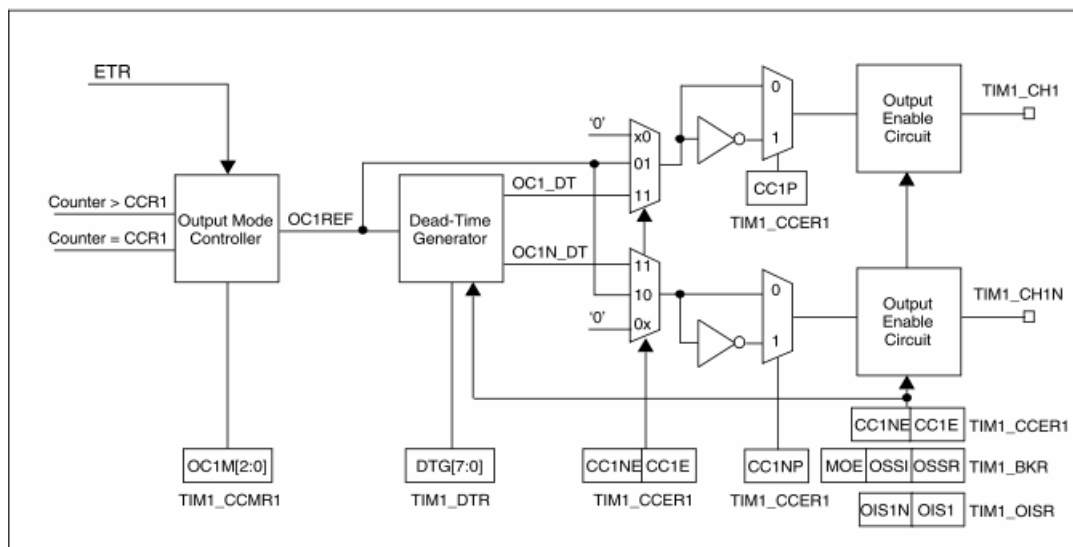 ETR
Counter > CCR1
Counter = CCR1
Output Mode
Controller
OC1REF
Dead-Time
Generator
OC1_DT
OC1N_DT
'0'
x0
01
11
11
10
'0'
0x
0
1
CC1P
TIM1_CCER1
0
1
Output
Enable
Circuit
TIM1_CH1
Output
Enable
Circuit
TIM1_CH1N
OC1M[2:0]
TIM1_CCMR1
DTG[7:0]
TIM1_DTR
CC1NE CC1E
TIM1_CCER1
CC1NP
TIM1_CCER1
CC1NE CC1E TIM1_CCER1
MOE OSSI OSSR TIM1_BKR
OIS1N OIS1 TIM1_OISR